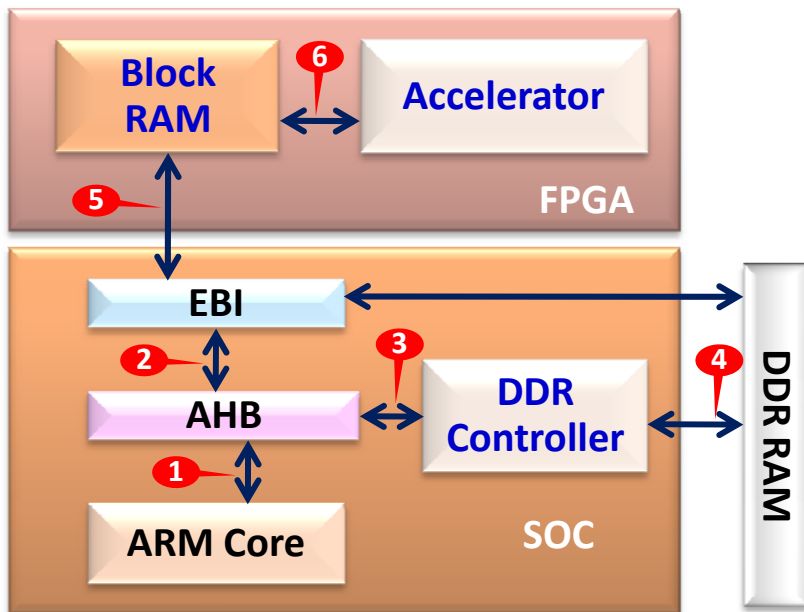 6
Block
RAM
Accelerator
5
FPGA
EBI
2
3
4
AHB
DDR
Controller
1
ARM Core
SOC
DDR RAM